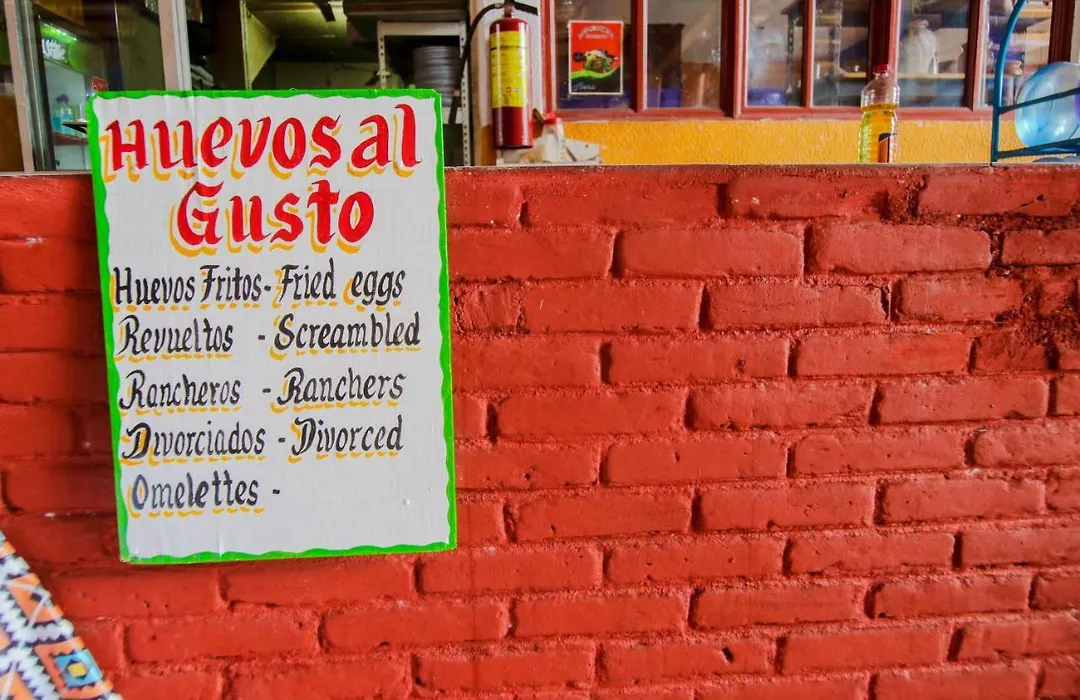 Huevos al
Gusto
Huevos Fritos - Fried eggs
Revueltos - Screambled
Rancheros - Ranchers
Divorciados - Divorced
Omelettes -